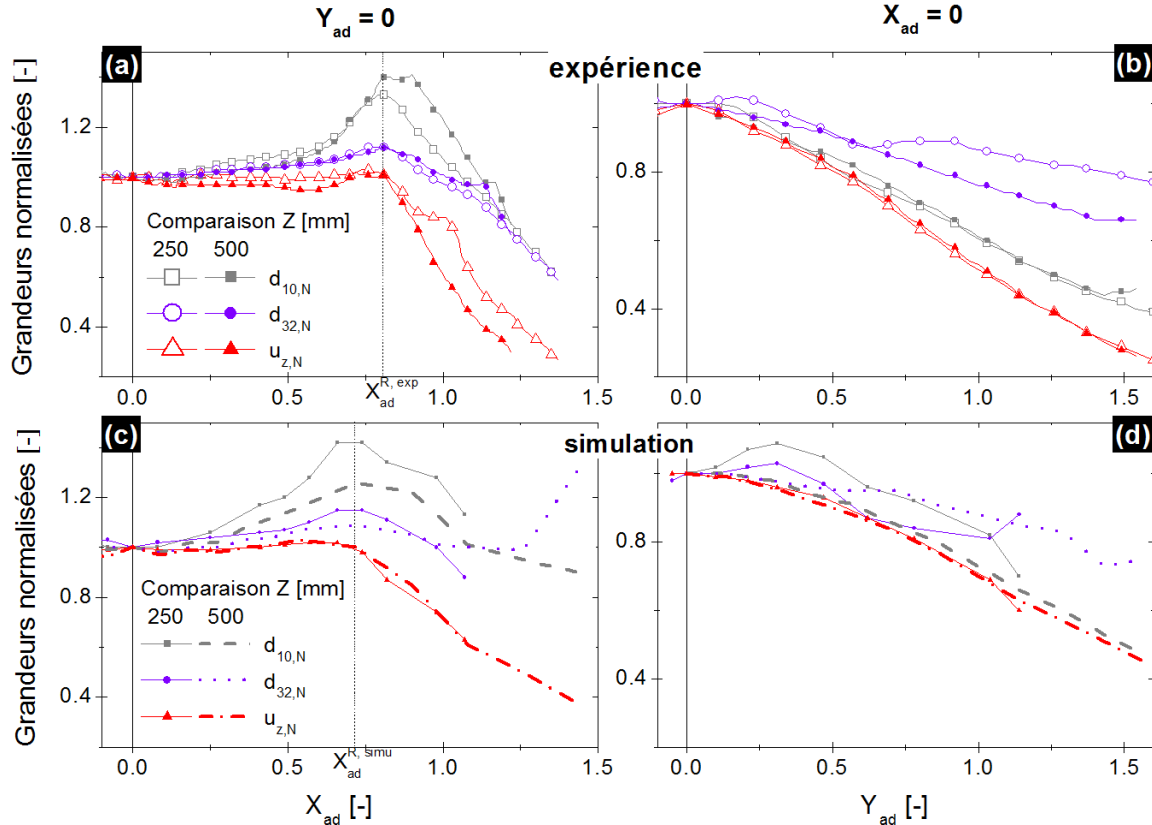 Y_ad = 0
X_ad = 0
(a)
expérience
(b)
Grandeurs normalisées [-]
1.2
1.0
0.8
0.4
0.8
0.4
Comparaison Z [mm]
250 500
d_10,N
d_32,N
u_z,N
0.0 0.5 1.0 1.5
X_ad^R, exp
0.0 0.5 1.0 1.5
(c)
simulation
(d)
Grandeurs normalisées [-]
1.2
1.0
0.8
0.4
0.8
0.4
Comparaison Z [mm]
250 500
d_10,N
d_32,N
u_z,N
0.0 0.5 1.0 1.5
X_ad^R, simu
0.0 0.5 1.0 1.5
X_ad [-]
Y_ad [-]